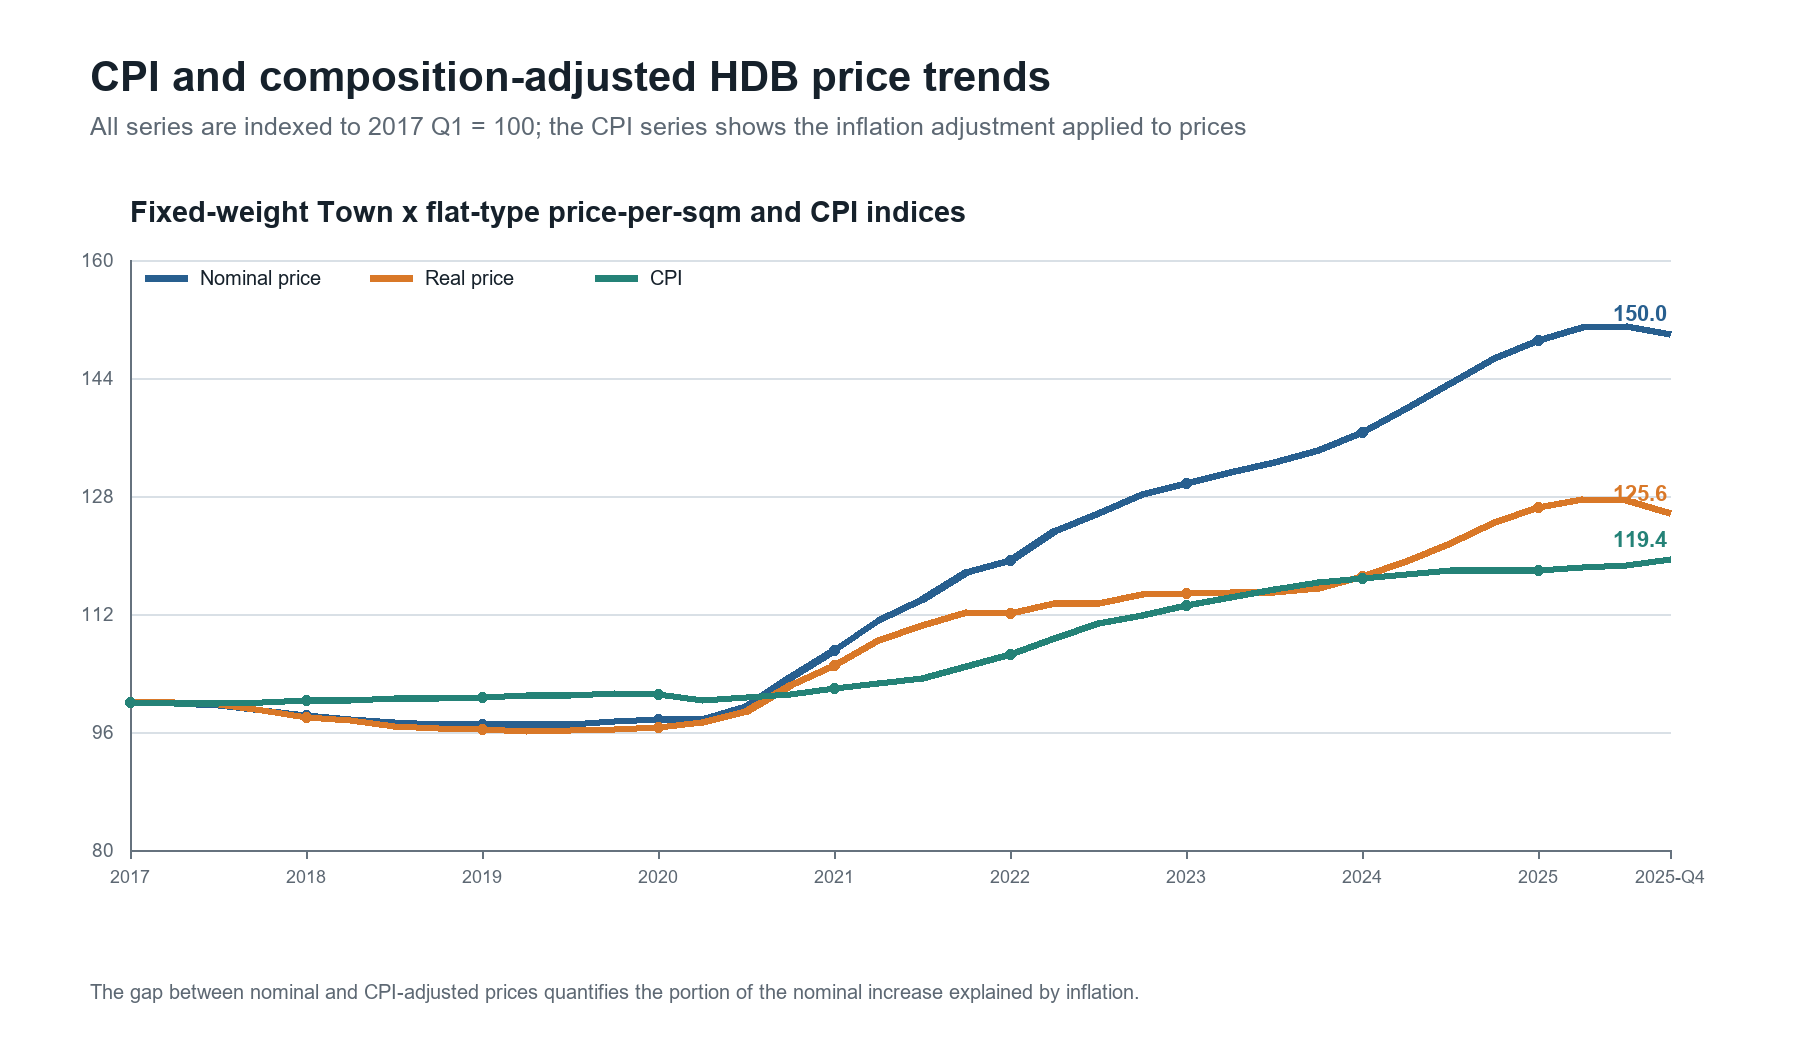 CPI and composition-adjusted HDB price trends
All series are indexed to 2017 Q1 = 100; the CPI series shows the inflation adjustment applied to prices
Fixed-weight Town x flat-type price-per-sqm and CPI indices
160
Nominal price
Real price
CPI
150.0
144
128
125.6
119.4
112
96
80
2017
2018
2019
2020
2021
2022
2023
2024
2025
2025-Q4
The gap between nominal and CPI-adjusted prices quantifies the portion of the nominal increase explained by inflation.